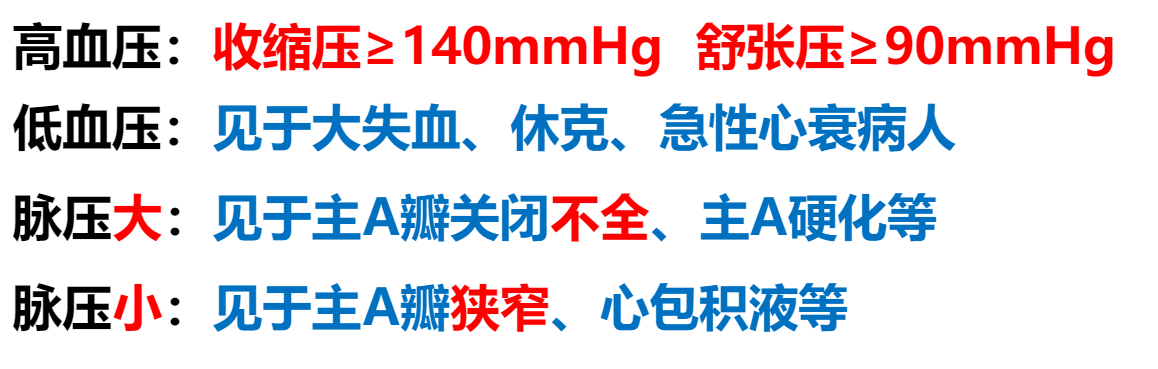 高血压：收缩压≥140mmHg 舒张压≥90mmHg
低血压：见于大失血、休克、急性心衰病人
脉压大：见于主A瓣关闭不全、主A硬化等
脉压小：见于主A瓣狭窄、心包积液等